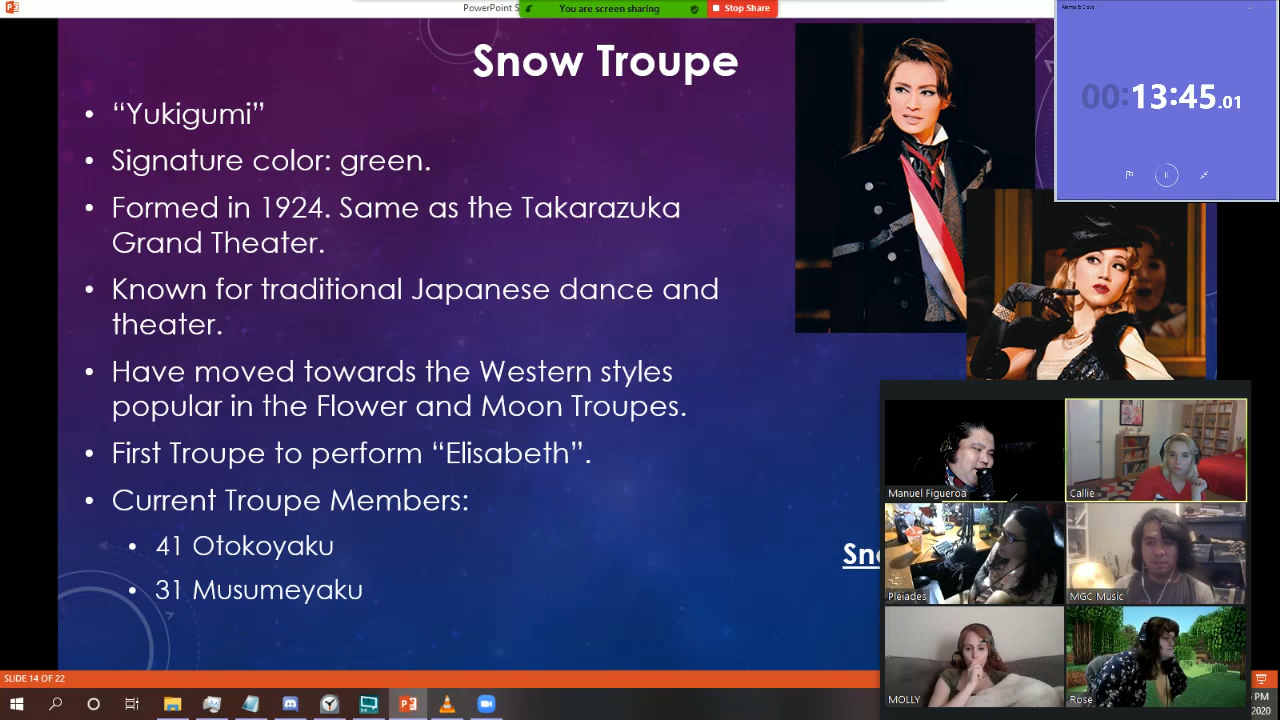 PowerPoint S
You are screen sharing
Stop Share
Snow Troupe
00:13:45.01
• “Yukigumi”
• Signature color: green.
• Formed in 1924. Same as the Takarazuka
Grand Theater.
• Known for traditional Japanese dance and
theater.
• Have moved towards the Western styles
popular in the Flower and Moon Troupes.
• First Troupe to perform “Elisabeth”.
• Current Troupe Members:
• 41 Otokoyaku
• 31 Musumeyaku
Sno
Manuel Figueroa
Callie
Pleiades
MGC Music
MOLLY
Rose
SLIDE 14 OF 22
PM
2020